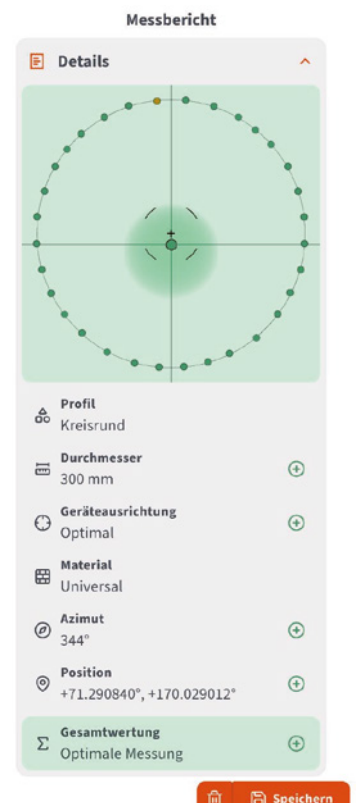 Messbericht
Details
Profil
Kreisrund
Durchmesser
300 mm
Geräteausrichtung
Optimal
Material
Universal
Azimut
344°
Position
+71.290840°, +170.029012°
Gesamtwertung
Optimale Messung
Speichern